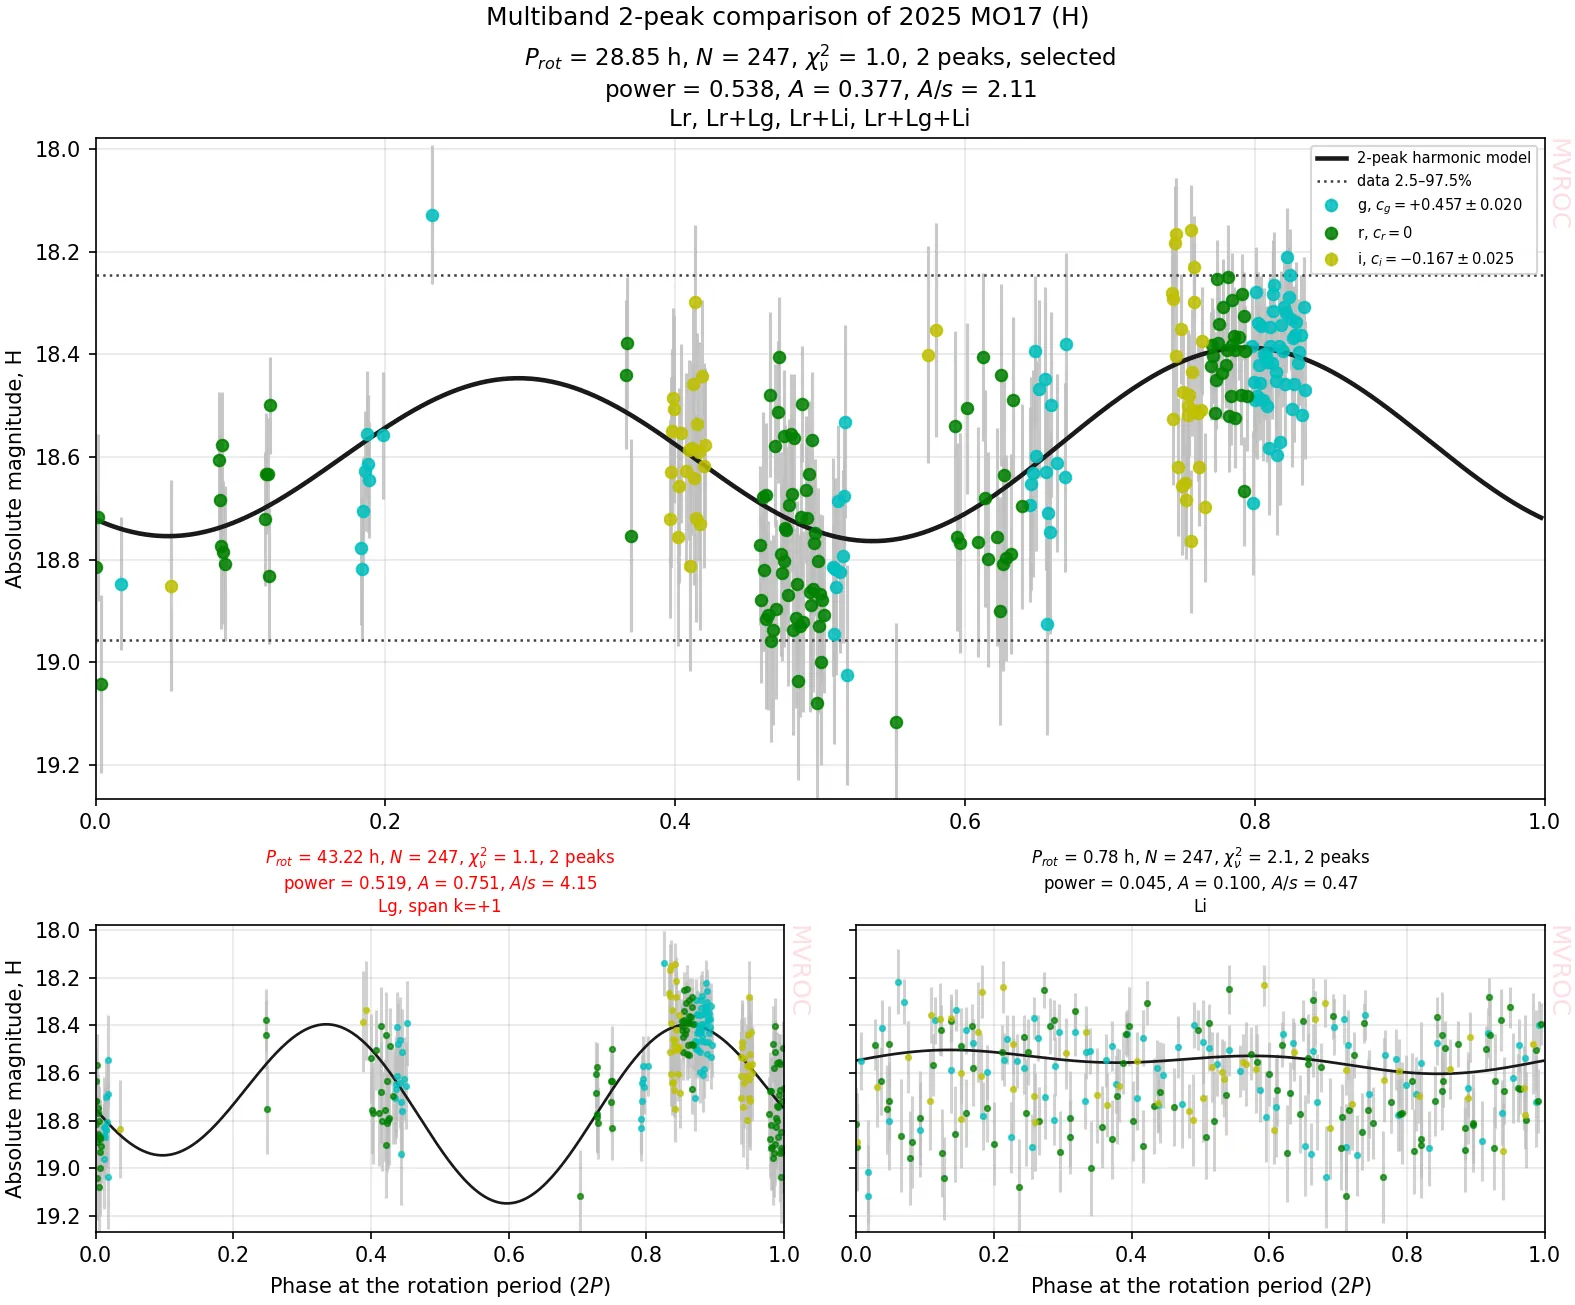 Multiband 2-peak comparison of 2025 MO17 (H)
P_rot = 28.85 h, N = 247, χ²_ν = 1.0, 2 peaks, selected
power = 0.538, A = 0.377, A/s = 2.11
Lr, Lr+Lg, Lr+Li, Lr+Lg+Li
18.0
18.2
18.4
18.6
18.8
19.0
19.2
Absolute magnitude, H
2-peak harmonic model
data 2.5–97.5%
g, c_g = +0.457 ± 0.020
r, c_r = 0
i, c_i = −0.167 ± 0.025
MVROC
0.0 0.2 0.4 0.6 0.8 1.0
P_rot = 43.22 h, N = 247, χ²_ν = 1.1, 2 peaks
power = 0.519, A = 0.751, A/s = 4.15
Lg, span k=+1
18.0
18.2
18.4
18.6
18.8
19.0
19.2
Absolute magnitude, H
MVROC
0.0 0.2 0.4 0.6 0.8 1.0
Phase at the rotation period (2P)
P_rot = 0.78 h, N = 247, χ²_ν = 2.1, 2 peaks
power = 0.045, A = 0.100, A/s = 0.47
Li
MVROC
0.0 0.2 0.4 0.6 0.8 1.0
Phase at the rotation period (2P)